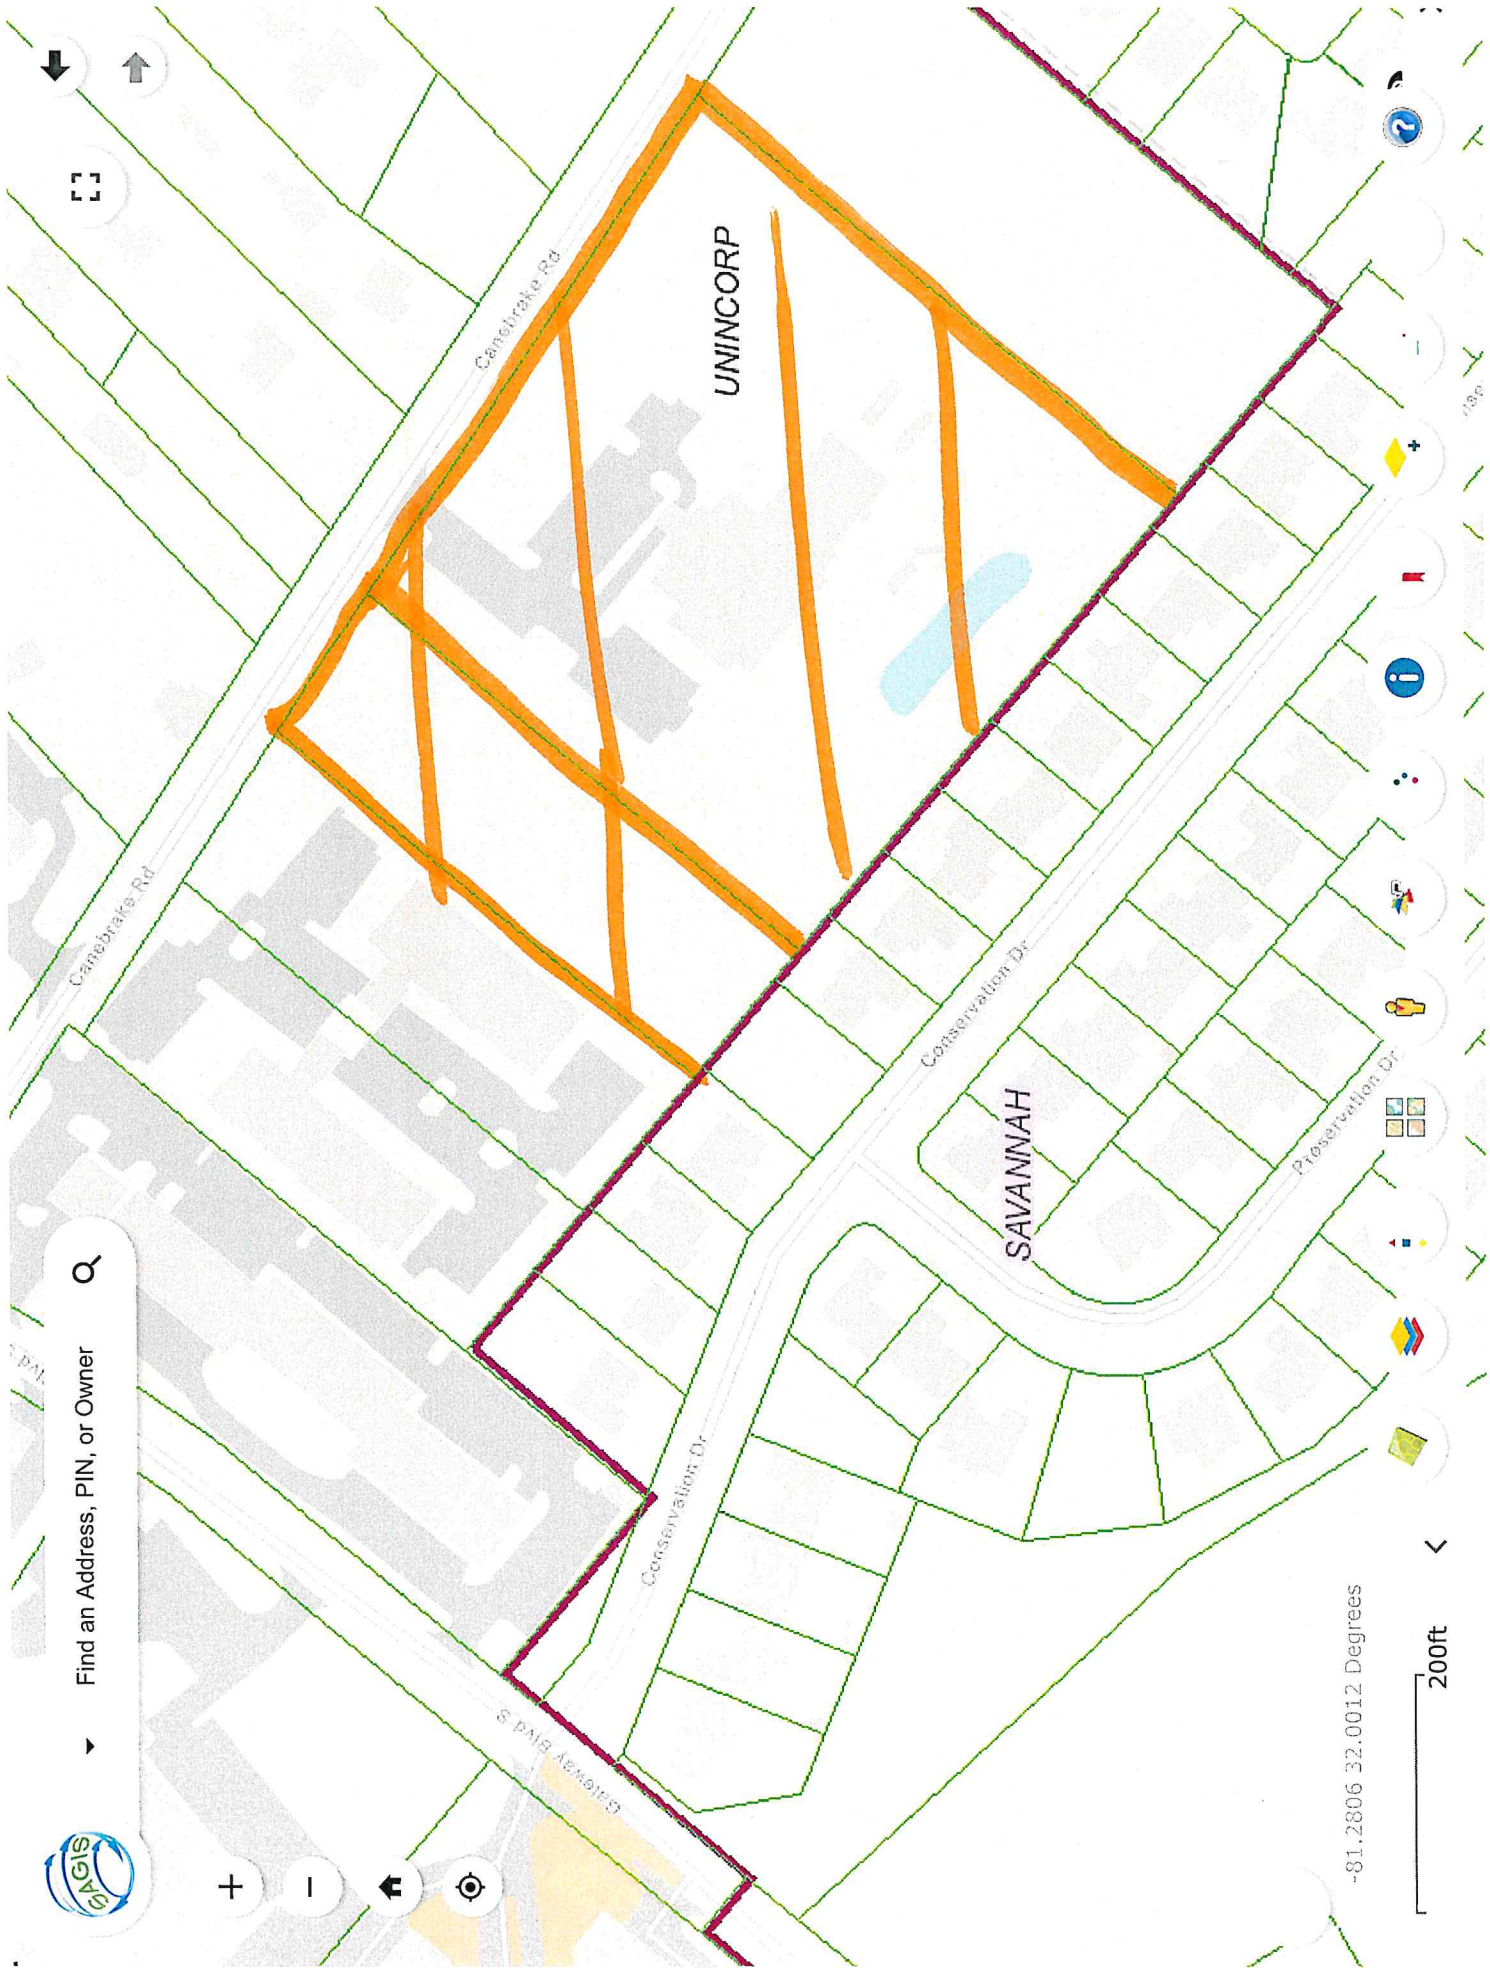 SAGIS
Find an Address, PIN, or Owner
Canebrake Rd
Canebrake Rd
UNINCORP
Gateway Blvd S
Conservation Dr
Conservation Dr
SAVANNAH
Preservation Dr
-81.2806 32.0012 Degrees
200ft